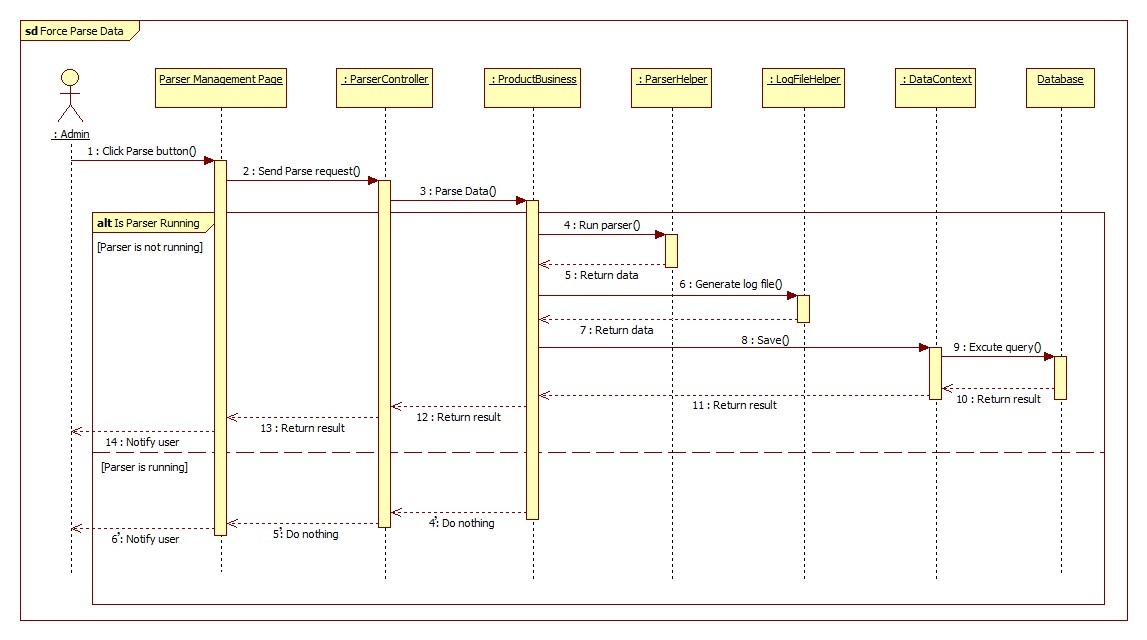 sd Force Parse Data
Parser Management Page
: ParserController
: ProductBusiness
: ParserHelper
: LogFileHelper
: DataContext
Database
: Admin
1 : Click Parse button()
2 : Send Parse request()
3 : Parse Data()
alt Is Parser Running
[Parser is not running]
4 : Run parser()
5 : Return data
6 : Generate log file()
7 : Return data
8 : Save()
9 : Excute query()
10 : Return result
11 : Return result
12 : Return result
13 : Return result
14 : Notify user
[Parser is running]
4': Do nothing
5': Do nothing
6': Notify user